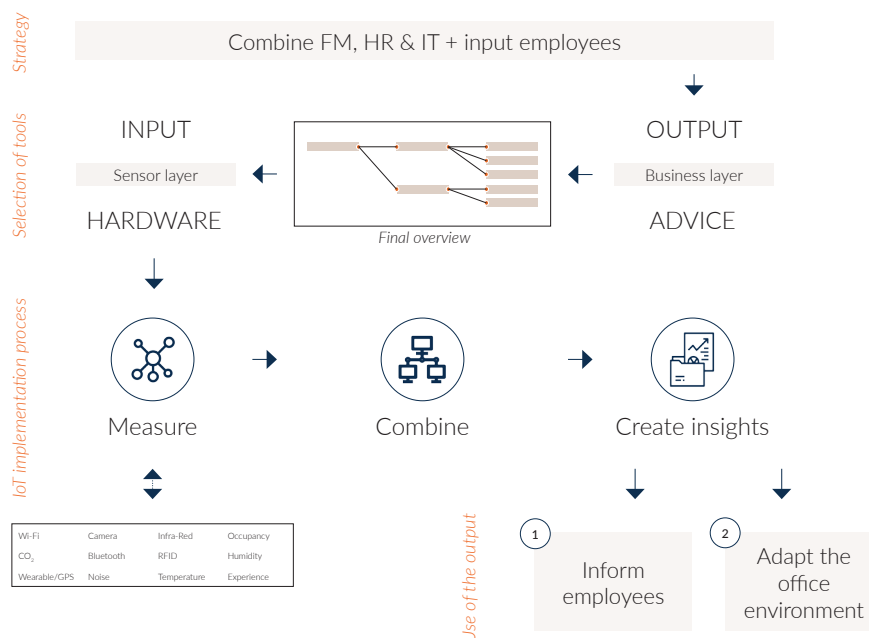 Strategy
Combine FM, HR & IT + input employees
Selection of tools
INPUT
OUTPUT
Sensor layer
Business layer
HARDWARE
ADVICE
Final overview
IoT implementation process
Measure
Combine
Create insights
Wi-Fi Camera Infra-Red Occupancy
CO₂ Bluetooth RFID Humidity
Wearable/GPS Noise Temperature Experience
Use of the output
1
Inform
employees
2
Adapt the
office
environment